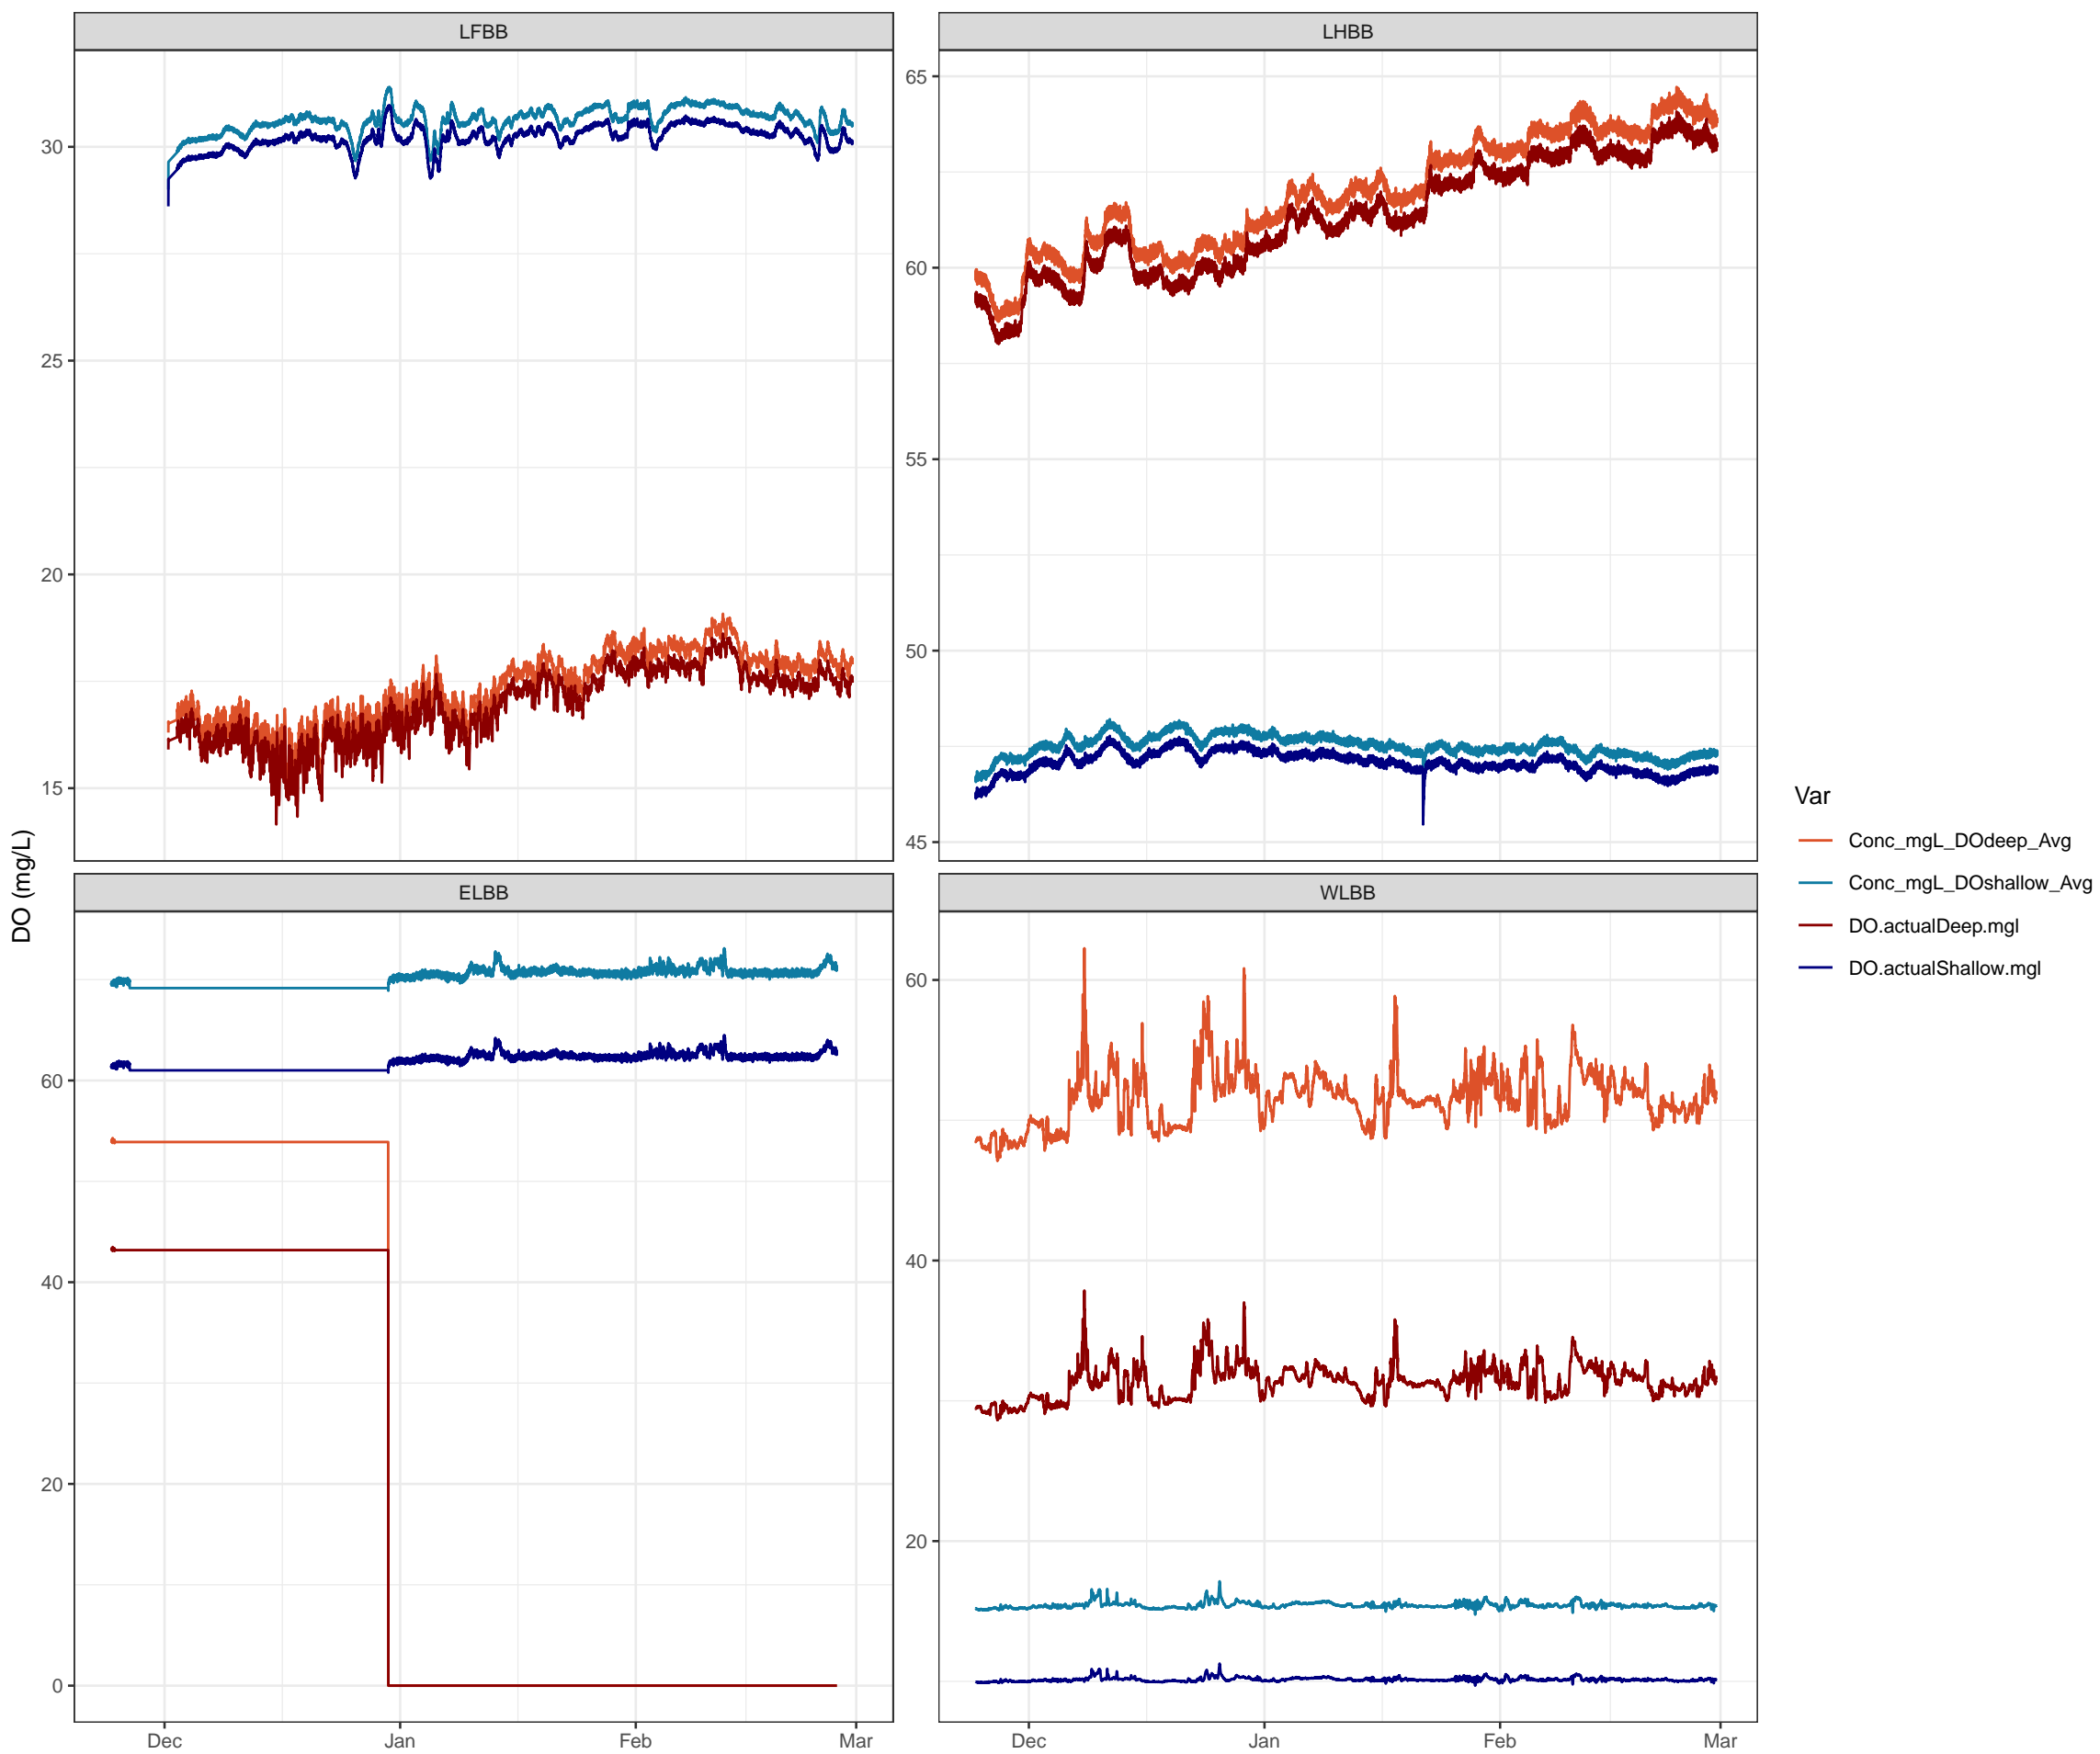 LFBB
LHBB
30
25
20
15
65
60
55
50
45
DO (mg/L)
ELBB
WLBB
60
40
20
0
60
40
20
Dec
Jan
Feb
Mar
Dec
Jan
Feb
Mar
Var
Conc_mgL_DOdeep_Avg
Conc_mgL_DOshallow_Avg
DO.actualDeep.mgl
DO.actualShallow.mgl